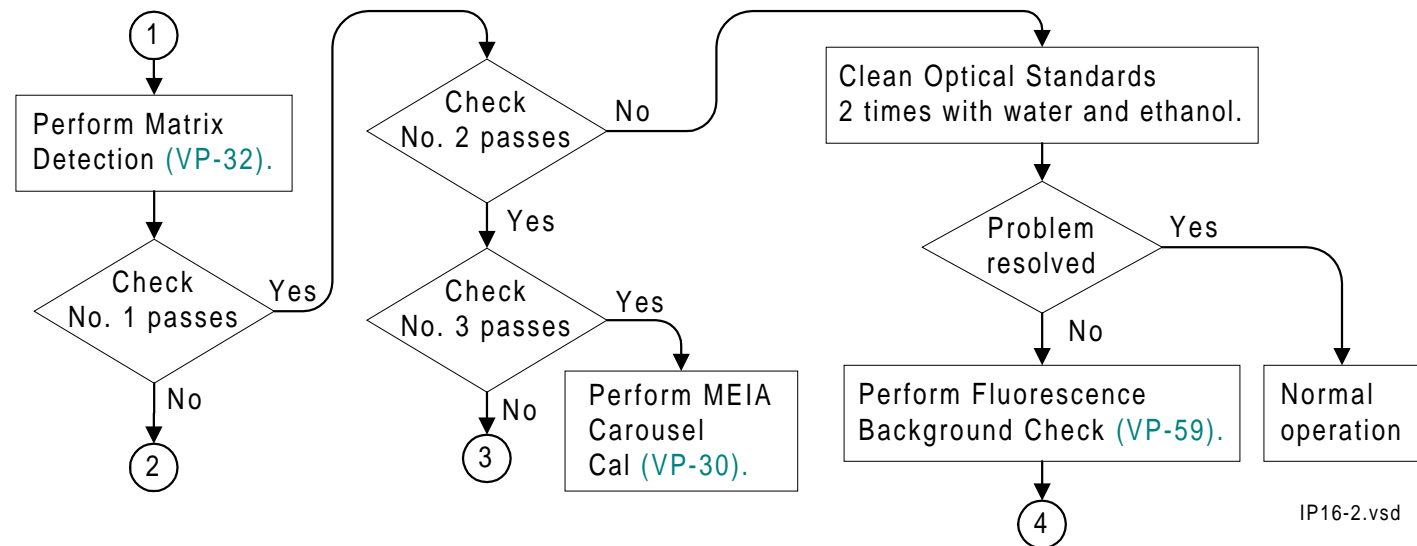 1
Perform Matrix
Detection (VP-32).
Check
No. 1 passes
Yes
No
2
Check
No. 2 passes
No
Yes
Check
No. 3 passes
Yes
No
3
Perform MEIA
Carousel
Cal (VP-30).
Clean Optical Standards
2 times with water and ethanol.
Problem
resolved
Yes
No
Perform Fluorescence
Background Check (VP-59).
4
Normal
operation
IP16-2.vsd